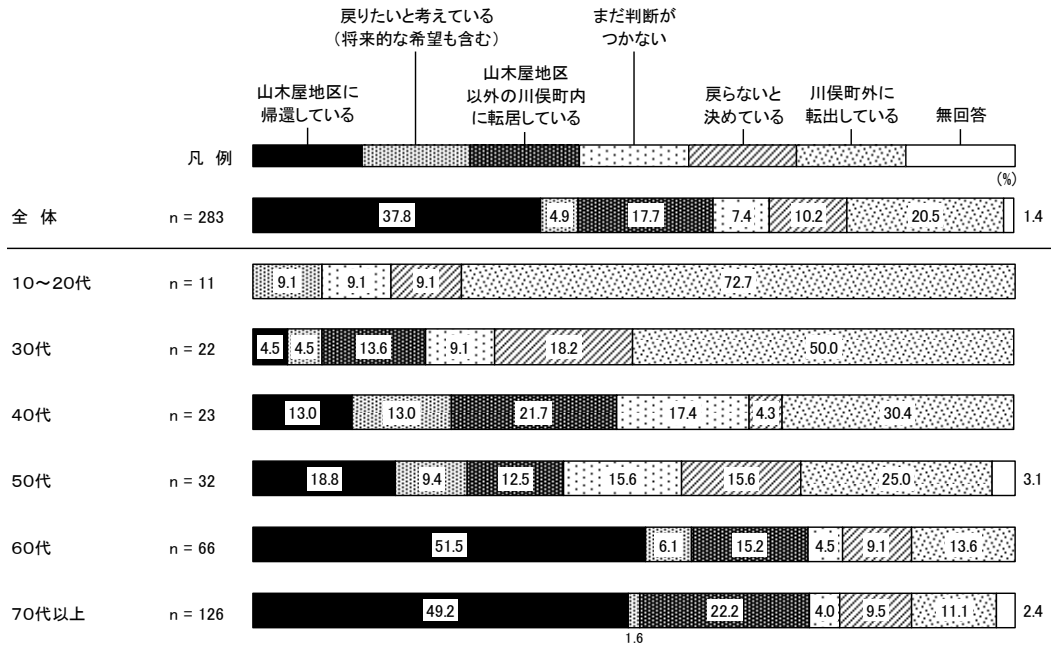 戻りたいと考えている
（将来的な希望も含む）
まだ判断が
つかない
山木屋地区に
帰還している
山木屋地区
以外の川俣町内
に転居している
戻らないと
決めている
川俣町外に
転出している
無回答
凡 例
(%)
全 体 n = 283 37.8 4.9 17.7 7.4 10.2 20.5 1.4
10～20代 n = 11 9.1 9.1 9.1 72.7
30代 n = 22 4.5 4.5 13.6 9.1 18.2 50.0
40代 n = 23 13.0 13.0 21.7 17.4 4.3 30.4
50代 n = 32 18.8 9.4 12.5 15.6 15.6 25.0 3.1
60代 n = 66 51.5 6.1 15.2 4.5 9.1 13.6
70代以上 n = 126 49.2 22.2 4.0 9.5 11.1 2.4
1.6